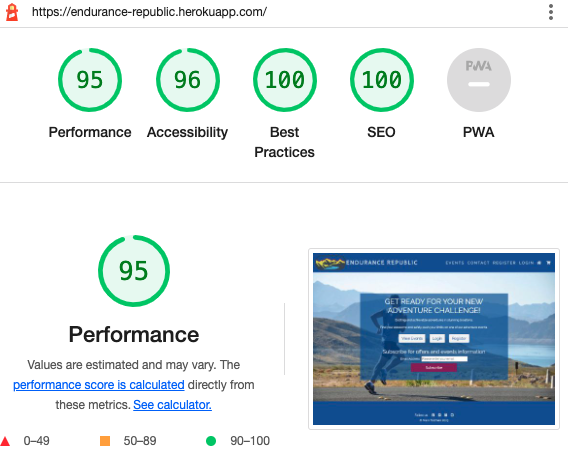 https://endurance-republic.herokuapp.com/
95
96
100
100
PWA
Performance
Accessibility
Best
Practices
SEO
PWA
95
Performance
Values are estimated and may vary. The
performance score is calculated directly from
these metrics. See calculator.
0–49
50–89
90–100
ENDURANCE REPUBLIC
EVENTS CONTACT REGISTER LOGIN
GET READY FOR YOUR NEW
ADVENTURE CHALLENGE!
View Events
Login
Register
Subscribe for offers and events information!
Subscribe